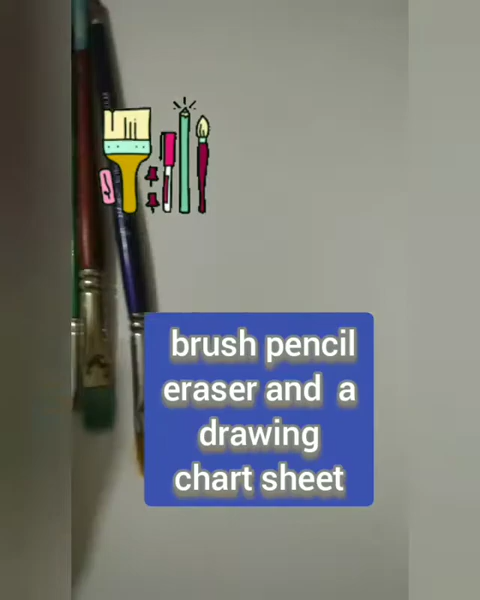 brush pencil
eraser and a
drawing
chart sheet